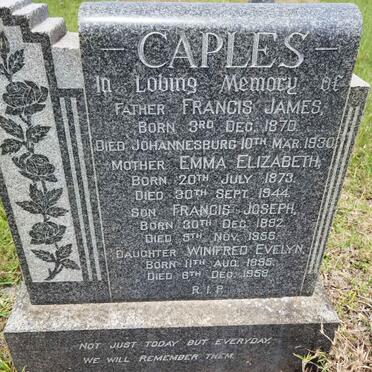 CAPLES
In Loving Memory Of
FATHER FRANCIS JAMES,
BORN 3RD DEC. 1870.
DIED JOHANNESBURG 10TH MAR. 1930.
MOTHER EMMA ELIZABETH,
BORN 20TH JULY 1873.
DIED 30TH SEPT. 1944.
SON FRANCIS JOSEPH,
BORN 30TH DEC. 1892.
DIED 5TH NOV. 1955.
DAUGHTER WINIFRED EVELYN,
BORN 11TH AUG. 1895.
DIED 6TH DEC. 1958.
R.I.P.
NOT JUST TODAY BUT EVERYDAY,
WE WILL REMEMBER THEM.